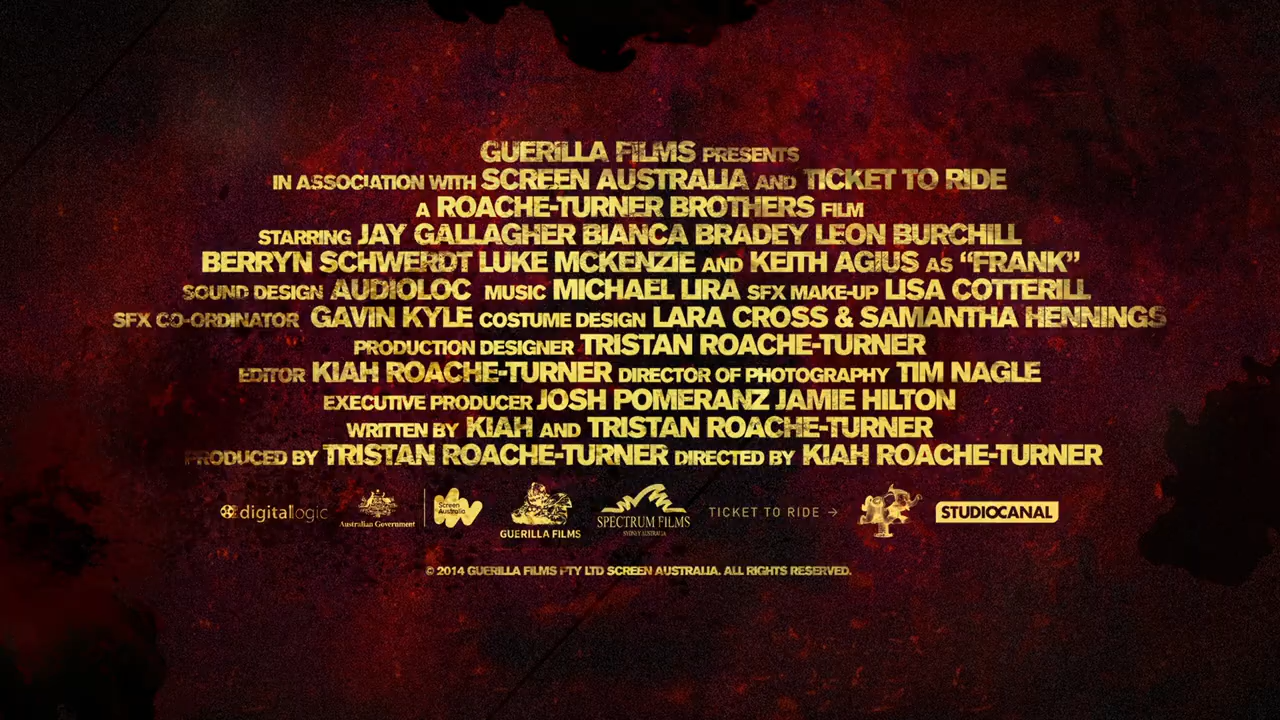 GUERILLA FILMS PRESENTS
IN ASSOCIATION WITH SCREEN AUSTRALIA AND TICKET TO RIDE
A ROACHE-TURNER BROTHERS FILM
STARRING JAY GALLAGHER BIANCA BRADEY LEON BURCHILL
BERRYN SCHWERDT LUKE MCKENZIE AND KEITH AGIUS AS “FRANK”
SOUND DESIGN AUDIOLOC MUSIC MICHAEL LIRA SFX MAKE-UP LISA COTTERILL
SFX CO-ORDINATOR GAVIN KYLE COSTUME DESIGN LARA CROSS & SAMANTHA HENNINGS
PRODUCTION DESIGNER TRISTAN ROACHE-TURNER
EDITOR KIAH ROACHE-TURNER DIRECTOR OF PHOTOGRAPHY TIM NAGLE
EXECUTIVE PRODUCER JOSH POMERANZ JAMIE HILTON
WRITTEN BY KIAH AND TRISTAN ROACHE-TURNER
PRODUCED BY TRISTAN ROACHE-TURNER DIRECTED BY KIAH ROACHE-TURNER
digitallogic
Australian Government
Screen Australia
GUERILLA FILMS
SPECTRUM FILMS
SYDNEY AUSTRALIA
TICKET TO RIDE →
STUDIOCANAL
© 2014 GUERILLA FILMS PTY LTD SCREEN AUSTRALIA. ALL RIGHTS RESERVED.